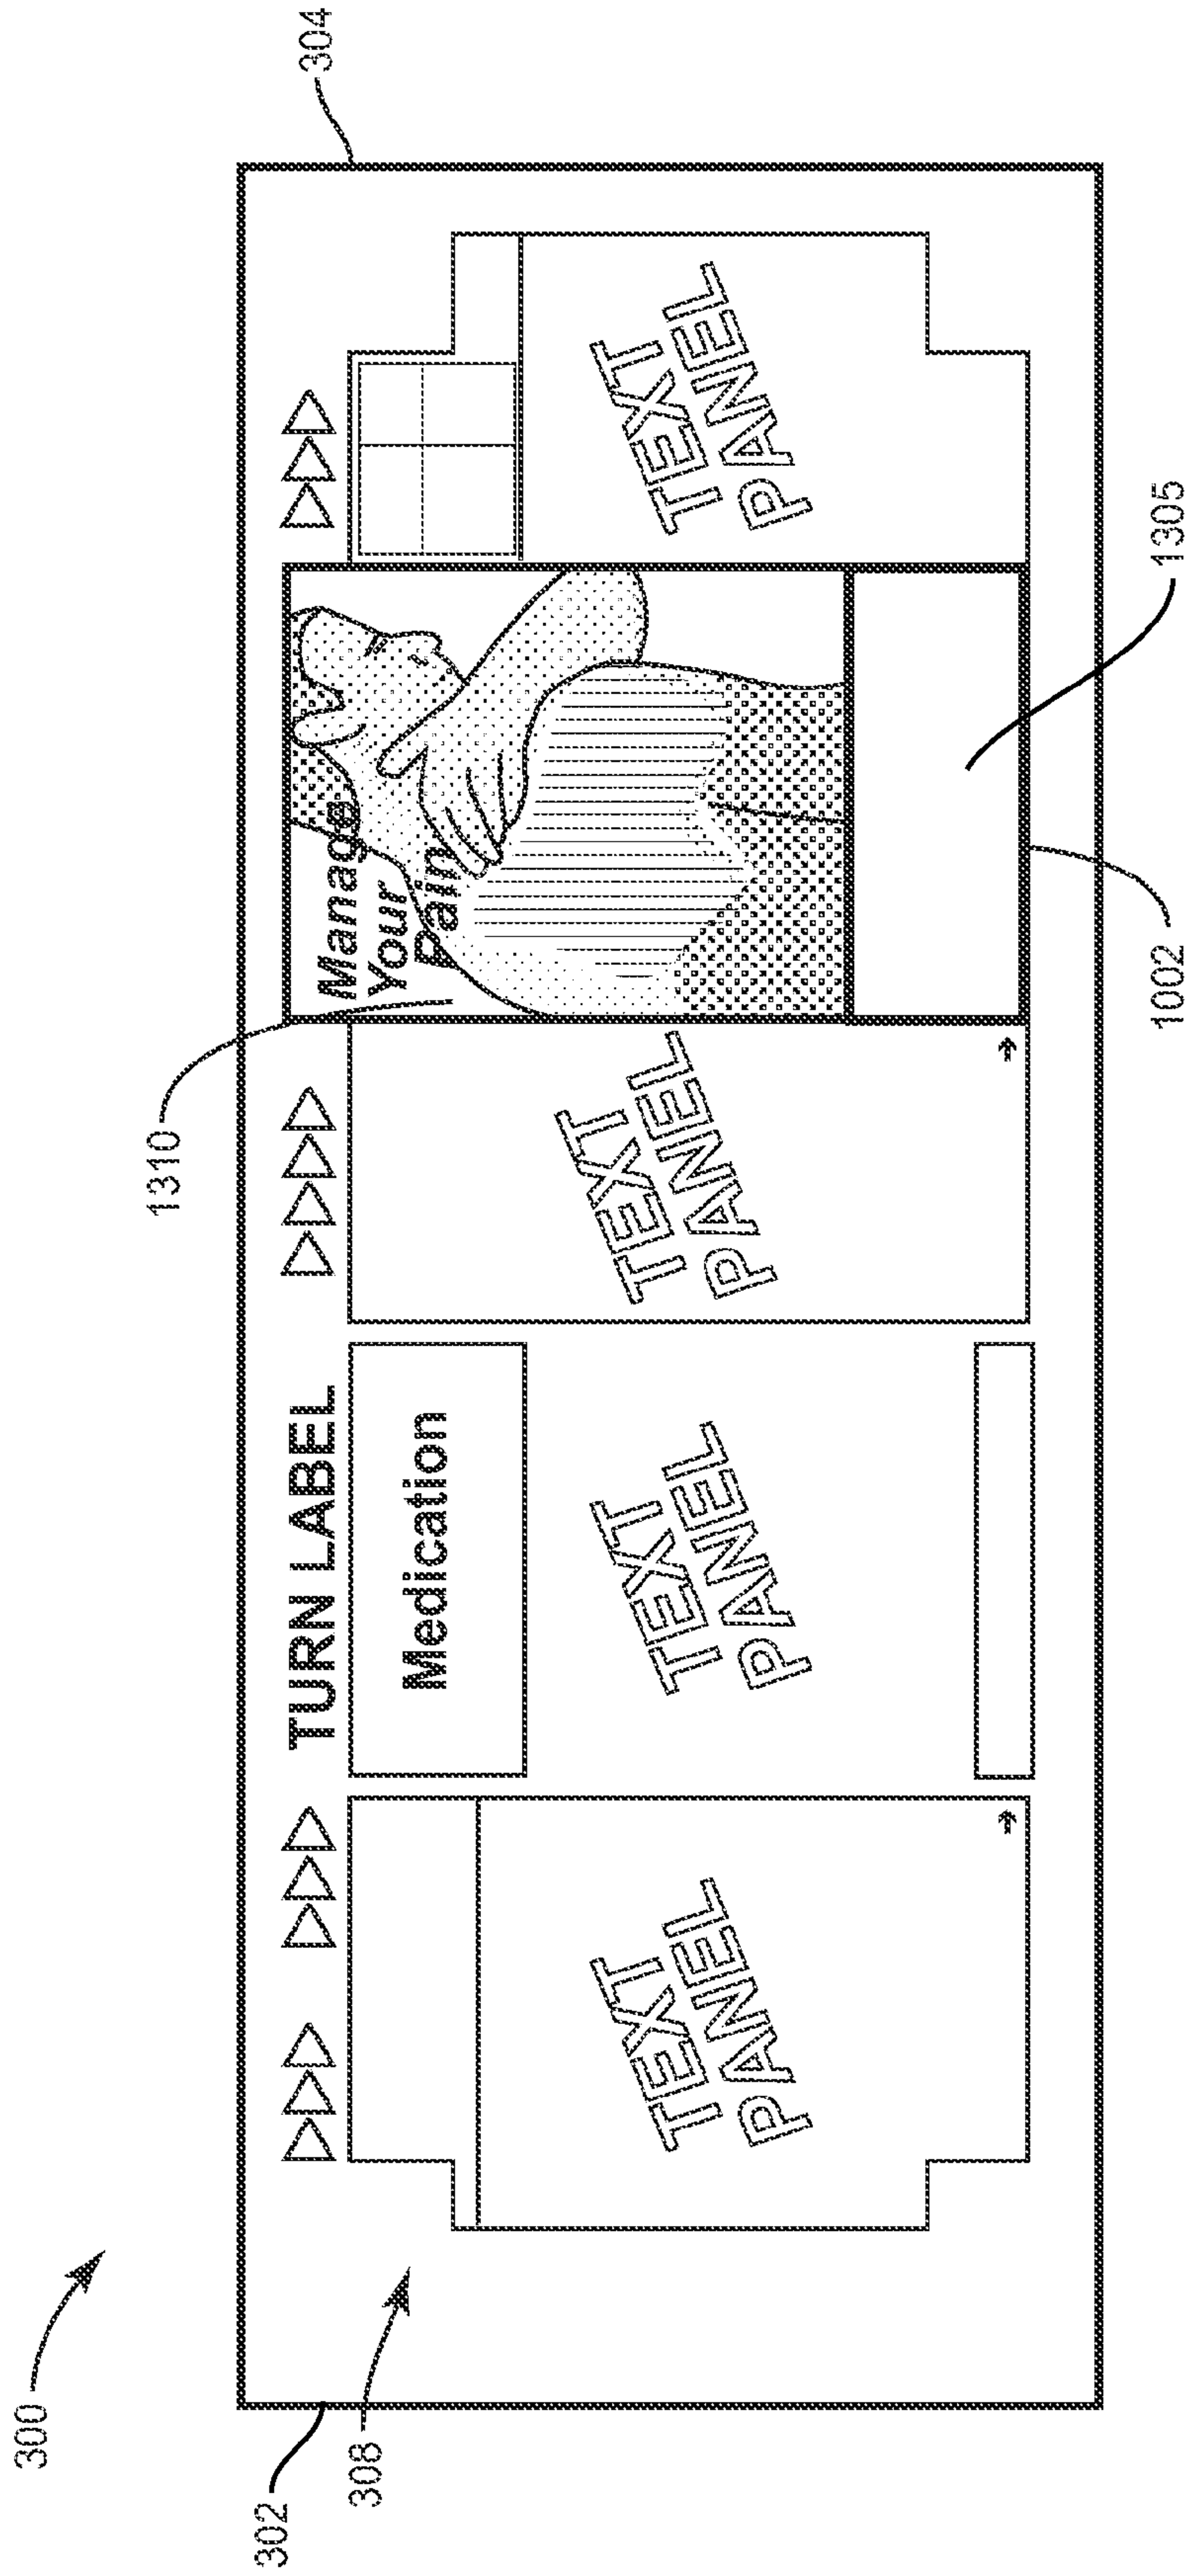 300
1310
302
308
304
TURN LABEL
TEXT
PANEL
Medication
TEXT
PANEL
TEXT
PANEL
Manage
Your
Pain
TEXT
PANEL
1002
1305